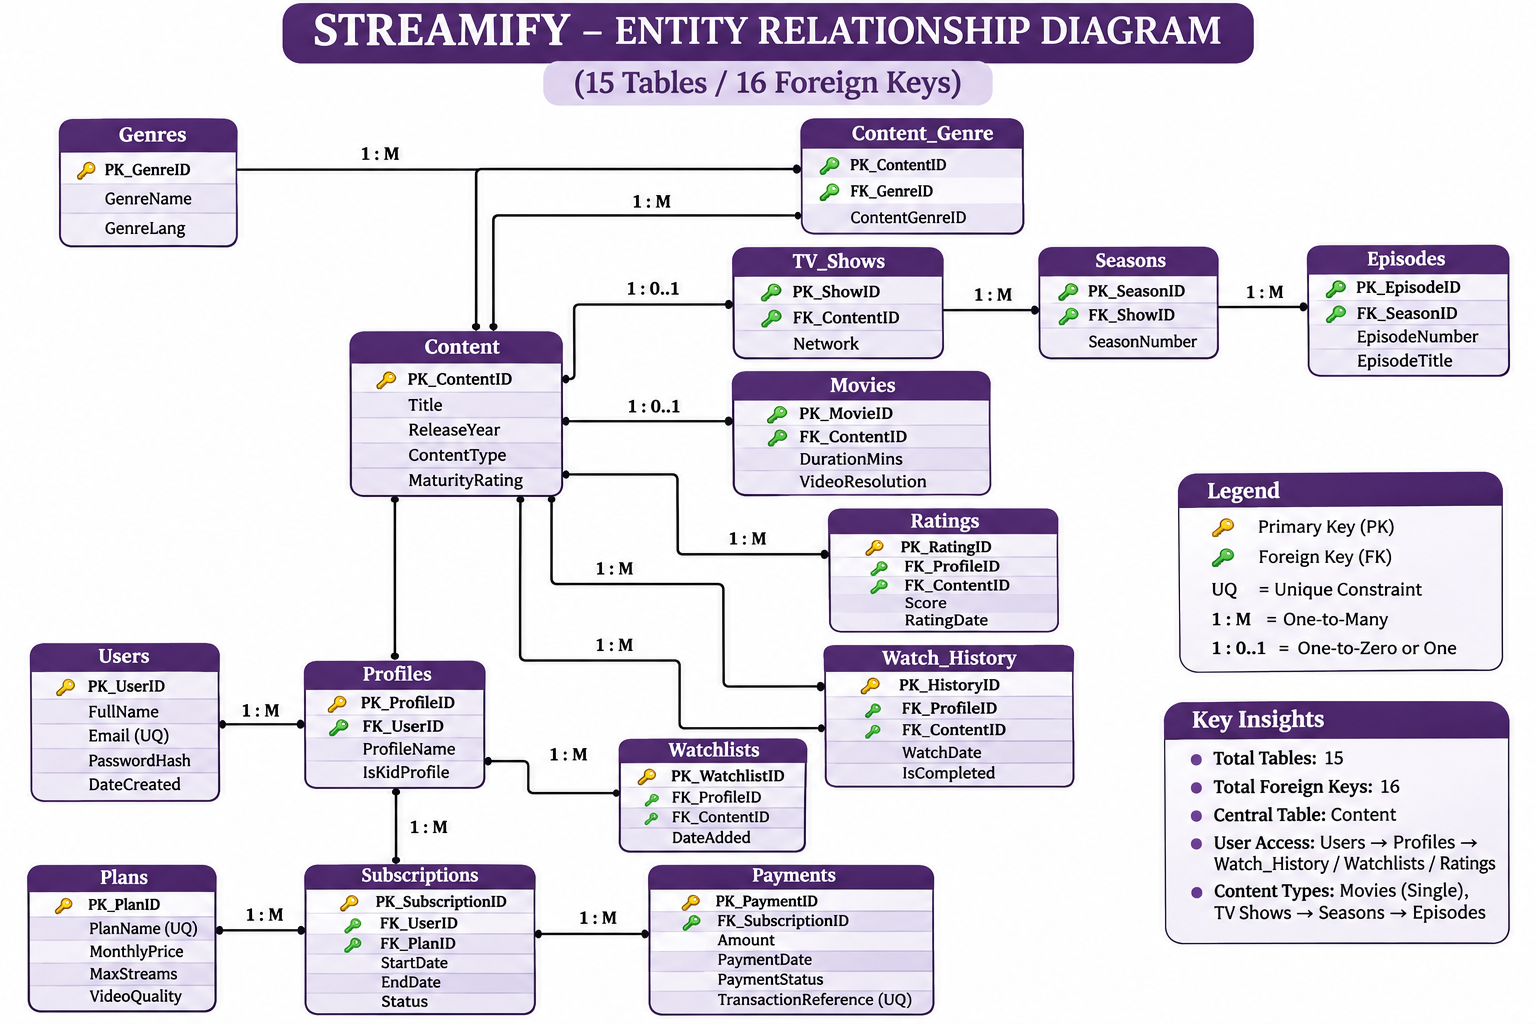 STREAMIFY – ENTITY RELATIONSHIP DIAGRAM
(15 Tables / 16 Foreign Keys)
Genres
PK_GenreID
GenreName
GenreLang
1 : M
Content_Genre
PK_ContentID
FK_GenreID
ContentGenreID
1 : M
TV_Shows
PK_ShowID
FK_ContentID
Network
1 : 0..1
1 : M
Seasons
PK_SeasonID
FK_ShowID
SeasonNumber
1 : M
Episodes
PK_EpisodeID
FK_SeasonID
EpisodeNumber
EpisodeTitle
Content
PK_ContentID
Title
ReleaseYear
ContentType
MaturityRating
1 : 0..1
Movies
PK_MovieID
FK_ContentID
DurationMins
VideoResolution
1 : M
Ratings
PK_RatingID
FK_ProfileID
FK_ContentID
Score
RatingDate
1 : M
1 : M
Legend
Primary Key (PK)
Foreign Key (FK)
UQ = Unique Constraint
1 : M = One-to-Many
1 : 0..1 = One-to-Zero or One
Users
PK_UserID
FullName
Email (UQ)
PasswordHash
DateCreated
1 : M
Profiles
PK_ProfileID
FK_UserID
ProfileName
IsKidProfile
1 : M
Watch_History
PK_HistoryID
FK_ProfileID
FK_ContentID
WatchDate
IsCompleted
Watchlists
PK_WatchlistID
FK_ProfileID
FK_ContentID
DateAdded
1 : M
Key Insights
Total Tables: 15
Total Foreign Keys: 16
Central Table: Content
User Access: Users → Profiles →
Watch_History / Watchlists / Ratings
Content Types: Movies (Single),
TV Shows → Seasons → Episodes
Plans
PK_PlanID
PlanName (UQ)
MonthlyPrice
MaxStreams
VideoQuality
1 : M
Subscriptions
PK_SubscriptionID
FK_UserID
FK_PlanID
StartDate
EndDate
Status
1 : M
Payments
PK_PaymentID
FK_SubscriptionID
Amount
PaymentDate
PaymentStatus
TransactionReference (UQ)